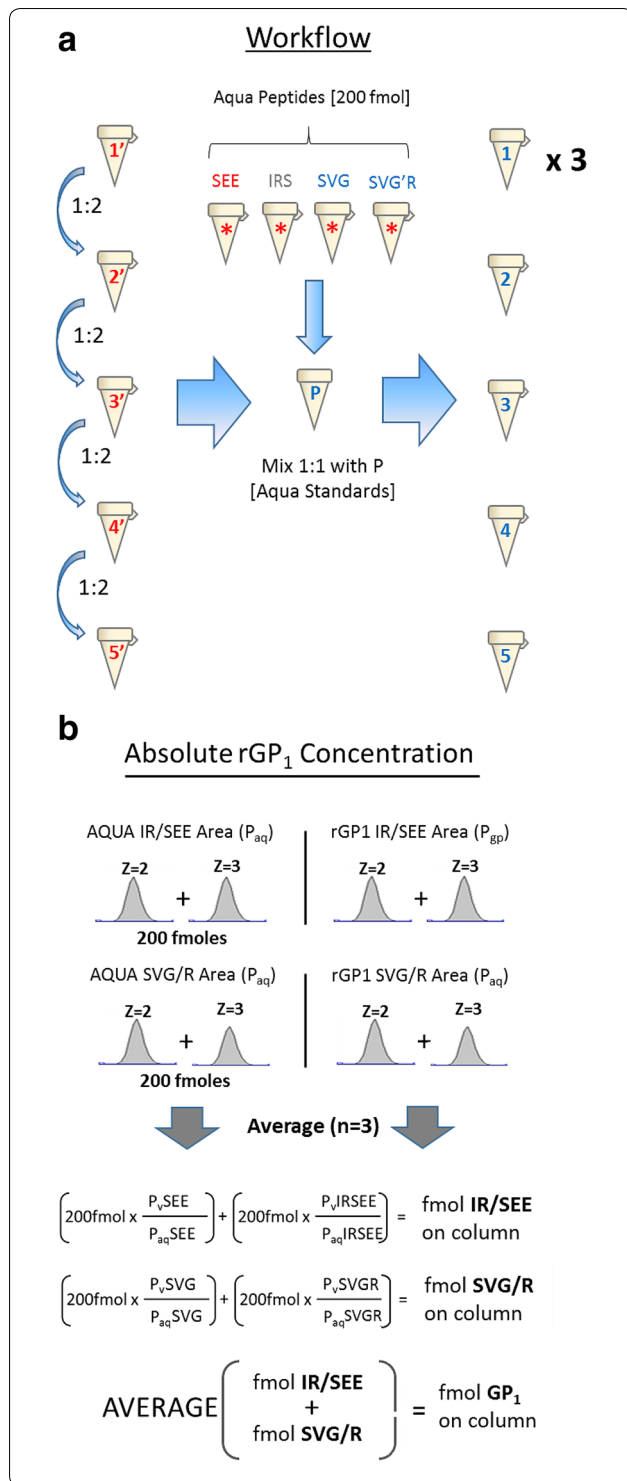 a
Workflow
Aqua Peptides [200 fmol]
1’
1:2
2’
1:2
3’
1:2
4’
1:2
5’
SEE IRS SVG SVG’R
* * * *
P
Mix 1:1 with P
[Aqua Standards]
1 x 3
2
3
4
5
b
Absolute rGP1 Concentration
AQUA IR/SEE Area (Paq)
Z=2 + Z=3
200 fmoles
rGP1 IR/SEE Area (Pgp)
Z=2 + Z=3
AQUA SVG/R Area (Paq)
Z=2 + Z=3
200 fmoles
rGP1 SVG/R Area (Paq)
Z=2 + Z=3
Average (n=3)
(200fmol x PvSEE / PaqSEE) + (200fmol x PvIRSEE / PaqIRSEE) = fmol IR/SEE
on column
(200fmol x PvSVG / PaqSVG) + (200fmol x PvSVGR / PaqSVGR) = fmol SVG/R
on column
AVERAGE (fmol IR/SEE
+
fmol SVG/R) = fmol GP1
on column